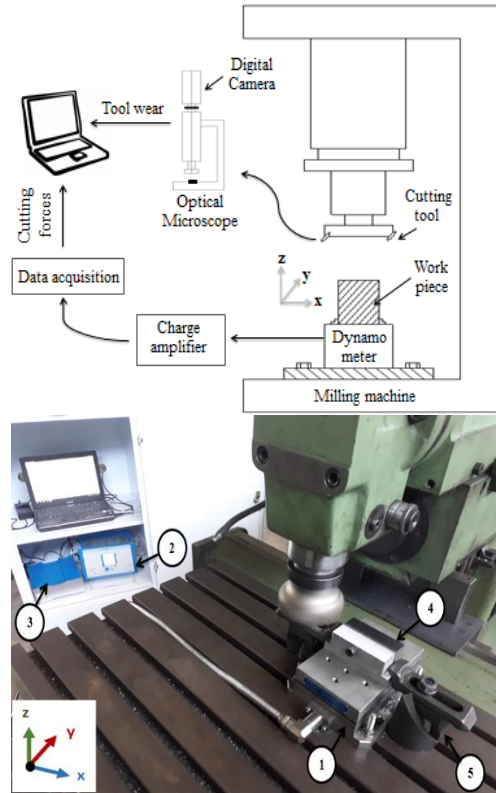 Digital
Camera
Tool wear
Optical
Microscope
Cutting
tool
Cutting
forces
z
y
x
Work
piece
Data acquisition
Charge
amplifier
Dynamo
meter
Milling machine
2
3
4
1
5
z
y
x